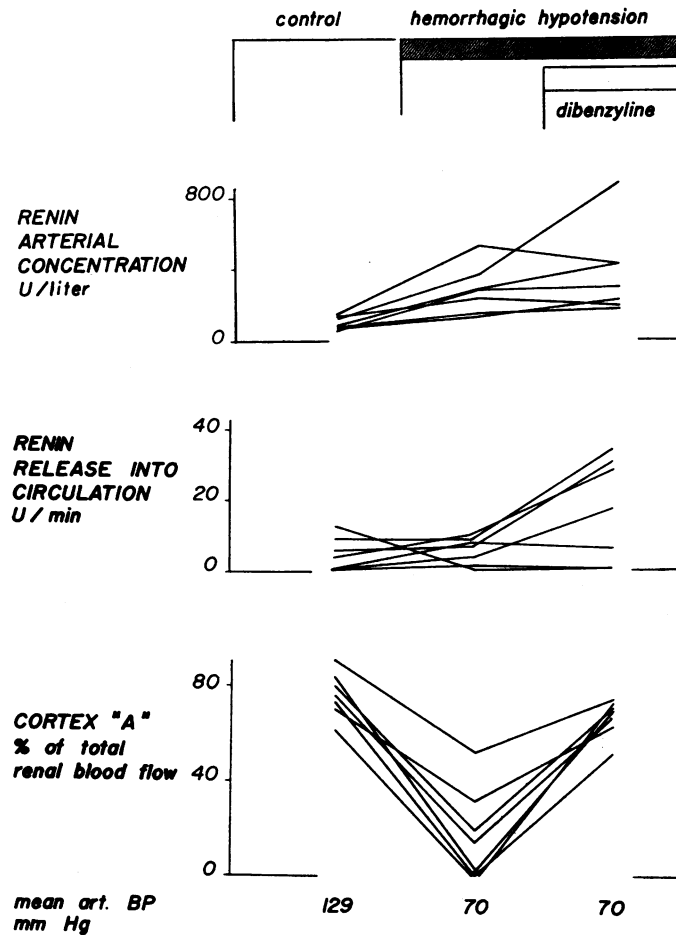 control hemorrhagic hypotension
dibenzyline
800
RENIN
ARTERIAL
400
CONCENTRATION
U/liter
0
40
RENIN
RELEASE INTO
20
CIRCULATION
U/min
0
80
CORTEX "A"
% of total
renal blood flow
40
0
mean art. BP 129 70 70
mm Hg